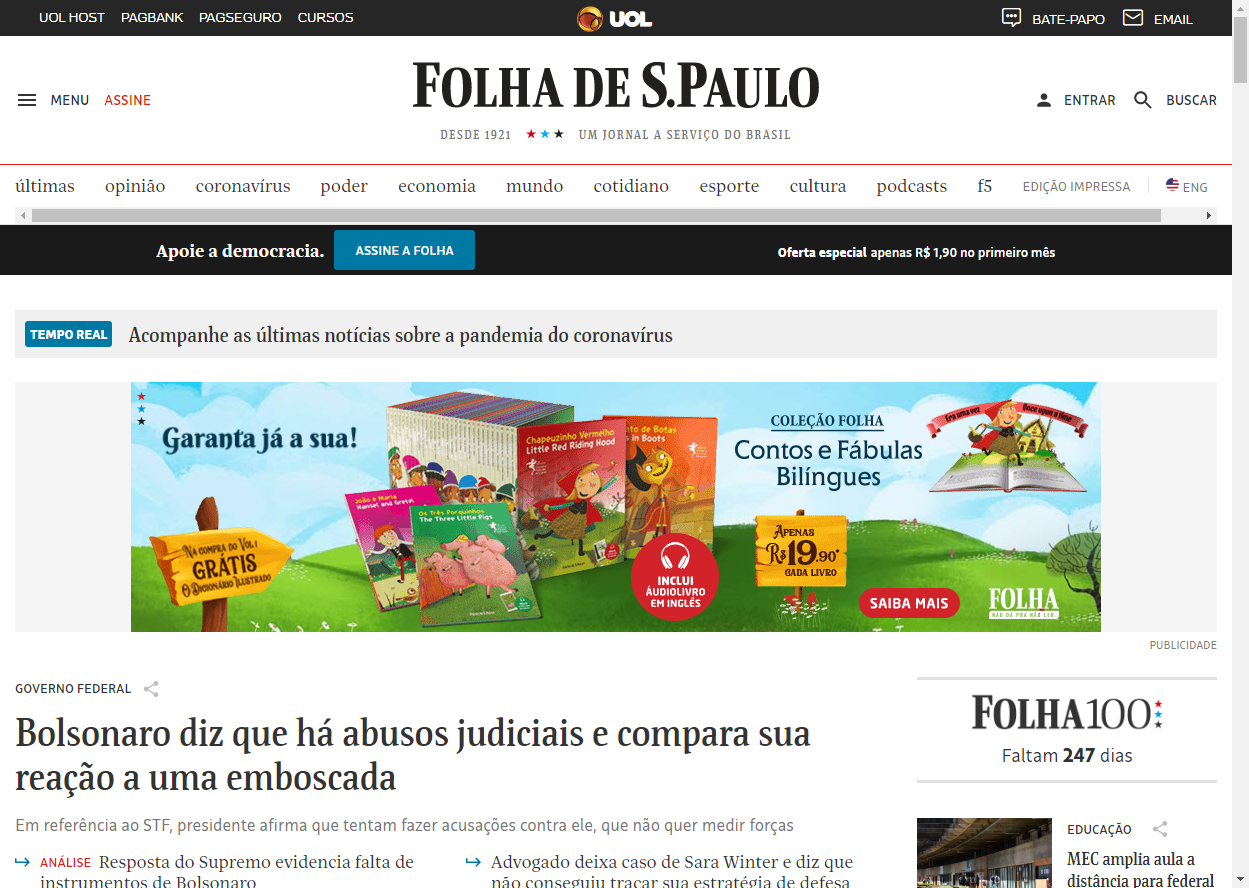 UOL HOST PAGBANK PAGSEGURO CURSOS UOL BATE-PAPO EMAIL
MENU ASSINE FOLHA DE S.PAULO ENTRAR BUSCAR
DESDE 1921 ★ ★ ★ UM JORNAL A SERVIÇO DO BRASIL
últimas opinião coronavírus poder economia mundo cotidiano esporte cultura podcasts f5 EDIÇÃO IMPRESSA ENG
Apoie a democracia. ASSINE A FOLHA Oferta especial apenas R$ 1,90 no primeiro mês
TEMPO REAL Acompanhe as últimas notícias sobre a pandemia do coronavírus
Garanta já a sua!
NA COMPRA DO VOL.1
GRÁTIS
O DICIONÁRIO ILUSTRADO
João e Maria
Hansel and Gretel
Os Três Porquinhos
The Three Little Pigs
Chapeuzinho Vermelho
Little Red Riding Hood
to de Botas
in Boots
INCLUI
ÁUDIOLIVRO
EM INGLÊS
COLEÇÃO FOLHA
Contos e Fábulas
Bilíngues
Era uma vez Once upon a time
APENAS
R$19,90*
CADA LIVRO
SAIBA MAIS
FOLHA
NÃO DÁ PRA NÃO LER
PUBLICIDADE
GOVERNO FEDERAL
Bolsonaro diz que há abusos judiciais e compara sua
reação a uma emboscada
Em referência ao STF, presidente afirma que tentam fazer acusações contra ele, que não quer medir forças
ANÁLISE Resposta do Supremo evidencia falta de
instrumentos de Bolsonaro
Advogado deixa caso de Sara Winter e diz que
não conseguiu traçar sua estratégia de defesa
FOLHA100
Faltam 247 dias
EDUCAÇÃO
MEC amplia aula a
distância para federal